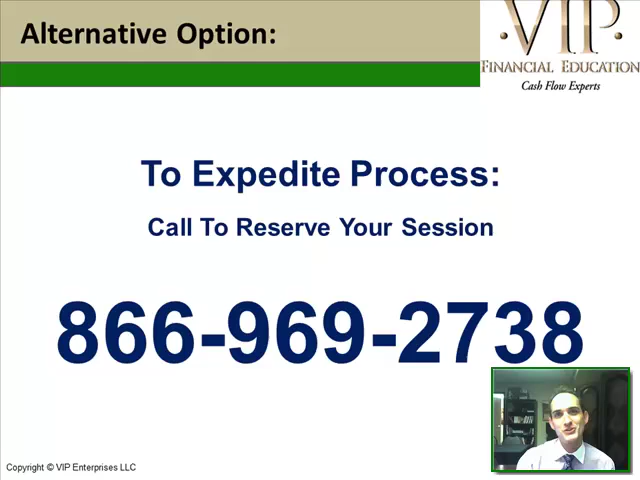 Alternative Option:
VIP
FINANCIAL EDUCATION
Cash Flow Experts
To Expedite Process:
Call To Reserve Your Session
866-969-2738
Copyright © VIP Enterprises LLC